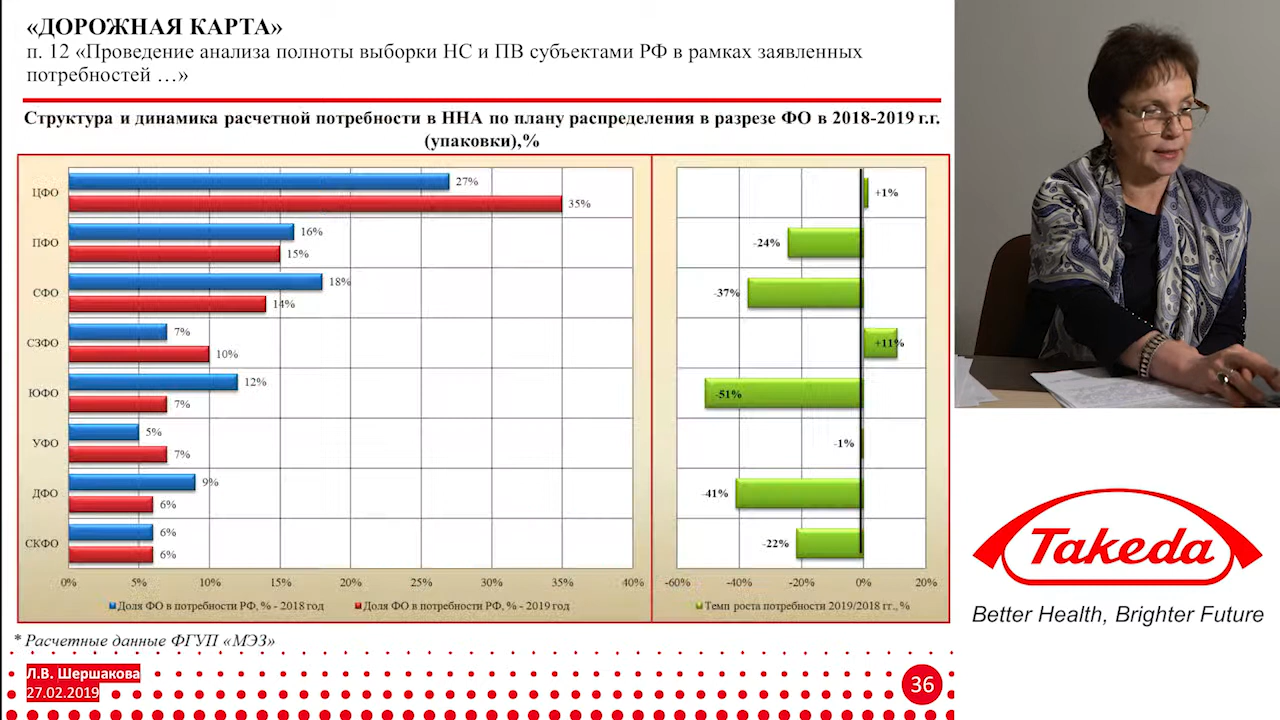 «ДОРОЖНАЯ КАРТА»
п. 12 «Проведение анализа полноты выборки НС и ПВ субъектами РФ в рамках заявленных
потребностей …»
Структура и динамика расчетной потребности в ННА по плану распределения в разрезе ФО в 2018-2019 г.г.
(упаковки),%
ЦФО
27%
35%
ПФО
16%
15%
СФО
18%
14%
СЗФО
7%
10%
ЮФО
12%
7%
УФО
5%
7%
ДФО
9%
6%
СКФО
6%
6%
0% 5% 10% 15% 20% 25% 30% 35% 40%
Доля ФО в потребности РФ, % - 2018 год Доля ФО в потребности РФ, % - 2019 год
+1%
-24%
-37%
+11%
-51%
-1%
-41%
-22%
-60% -40% -20% 0% 20%
Темп роста потребности 2019/2018 гг., %
* Расчетные данные ФГУП «МЭЗ»
Л.В. Шершакова
27.02.2019
36
Takeda
Better Health, Brighter Future